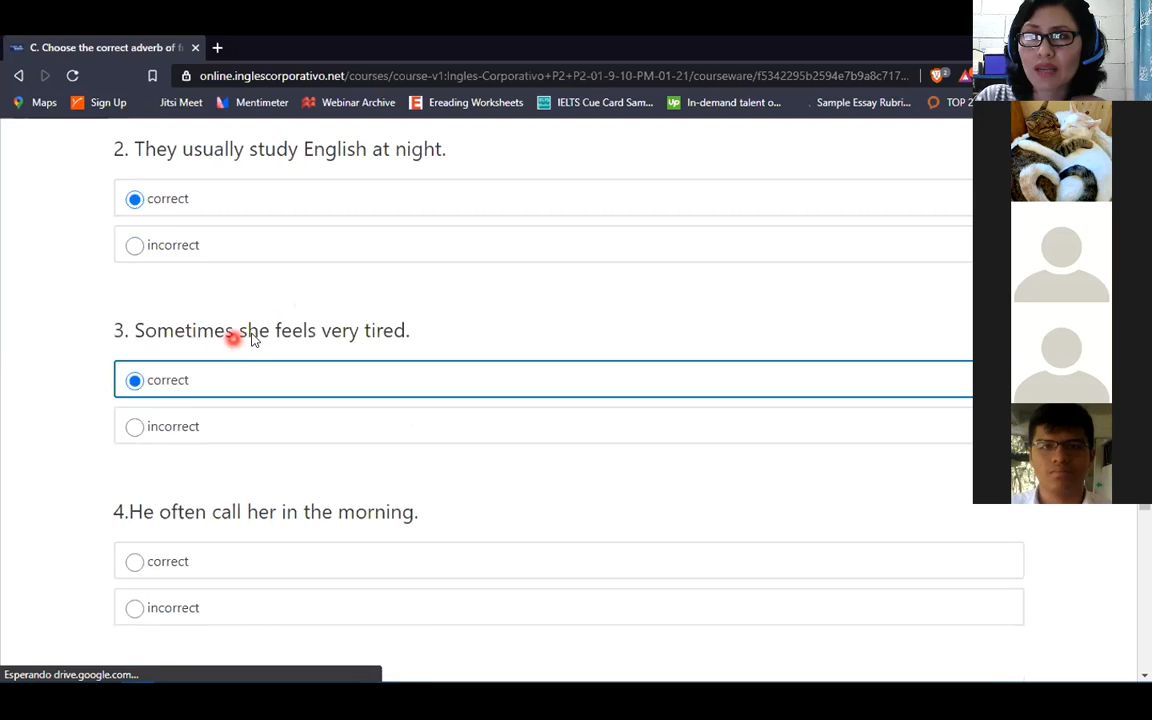 C. Choose the correct adverb of f
online.inglescorporativo.net/courses/course-v1:Ingles-Corporativo+P2+P2-01-9-10-PM-01-21/courseware/f5342295b2594e7b9a8c717...
2
Maps Sign Up Jitsi Meet Mentimeter Webinar Archive Ereading Worksheets IELTS Cue Card Sam... Up In-demand talent o... Sample Essay Rubri... TOP 2
2. They usually study English at night.
correct
incorrect
3. Sometimes she feels very tired.
correct
incorrect
4.He often call her in the morning.
correct
incorrect
Esperando drive.google.com...